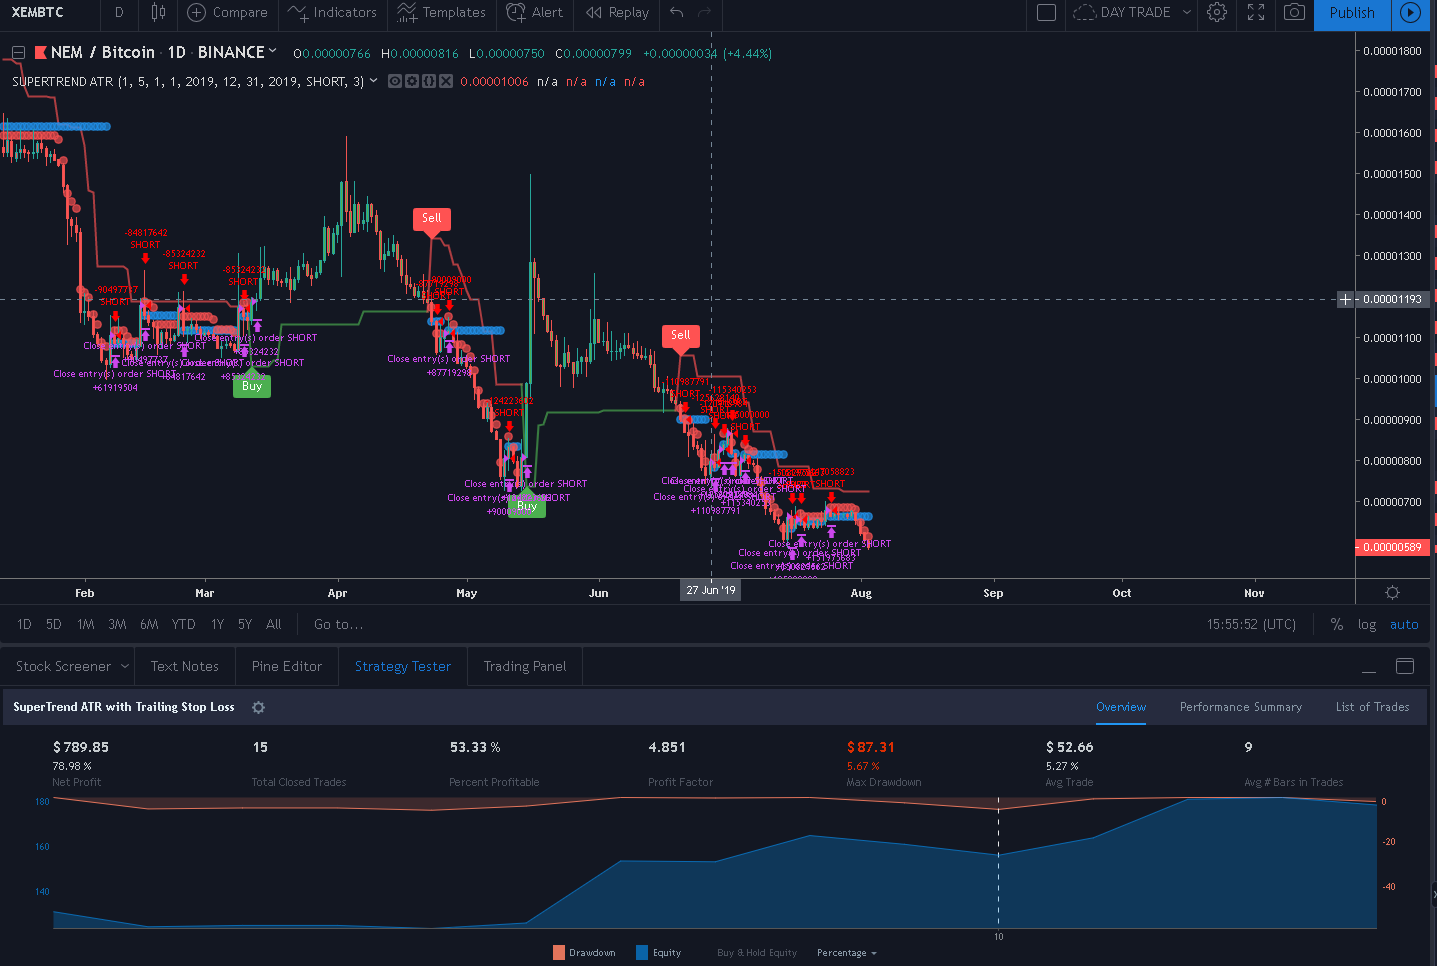 XEMBTC D Compare Indicators Templates Alert Replay DAY TRADE Publish
NEM / Bitcoin · 1D · BINANCE O0.00000766 H0.00000816 L0.00000750 C0.00000799 +0.00000034 (+4.44%)
SUPERTREND ATR (1, 5, 1, 1, 2019, 12, 31, 2019, SHORT, 3) 0.00001006 n/a n/a n/a n/a
0.00001800
0.00001700
0.00001600
0.00001500
0.00001400
0.00001300
0.00001193
0.00001100
0.00001000
0.00000900
0.00000800
0.00000700
0.00000589
Sell
-84817642
SHORT
-85324232
SHORT
SHORT
-90497737
SHORT
Sell
Close entry(s) order SHORT
Close entry(s) order SHORT
+61919504
+84817642
Buy
Close entry(s) order SHORT
+87719298
SHORT
Close entry(s) order SHORT
Buy
-115340253
SHORT
+110987791
SHORT
Close entry(s) order SHORT
Feb Mar Apr May Jun 27 Jun '19 Aug Sep Oct Nov
1D 5D 1M 3M 6M YTD 1Y 5Y All Go to... 15:55:52 (UTC) % log auto
Stock Screener Text Notes Pine Editor Strategy Tester Trading Panel
SuperTrend ATR with Trailing Stop Loss Overview Performance Summary List of Trades
$ 789.85 15 53.33 % 4.851 $ 87.31 $ 52.66 9
78.98 % 5.67 % 5.27 %
Net Profit Total Closed Trades Percent Profitable Profit Factor Max Drawdown Avg Trade Avg # Bars in Trades
180 0
160 -20
140 -40
10
Drawdown Equity Buy & Hold Equity Percentage